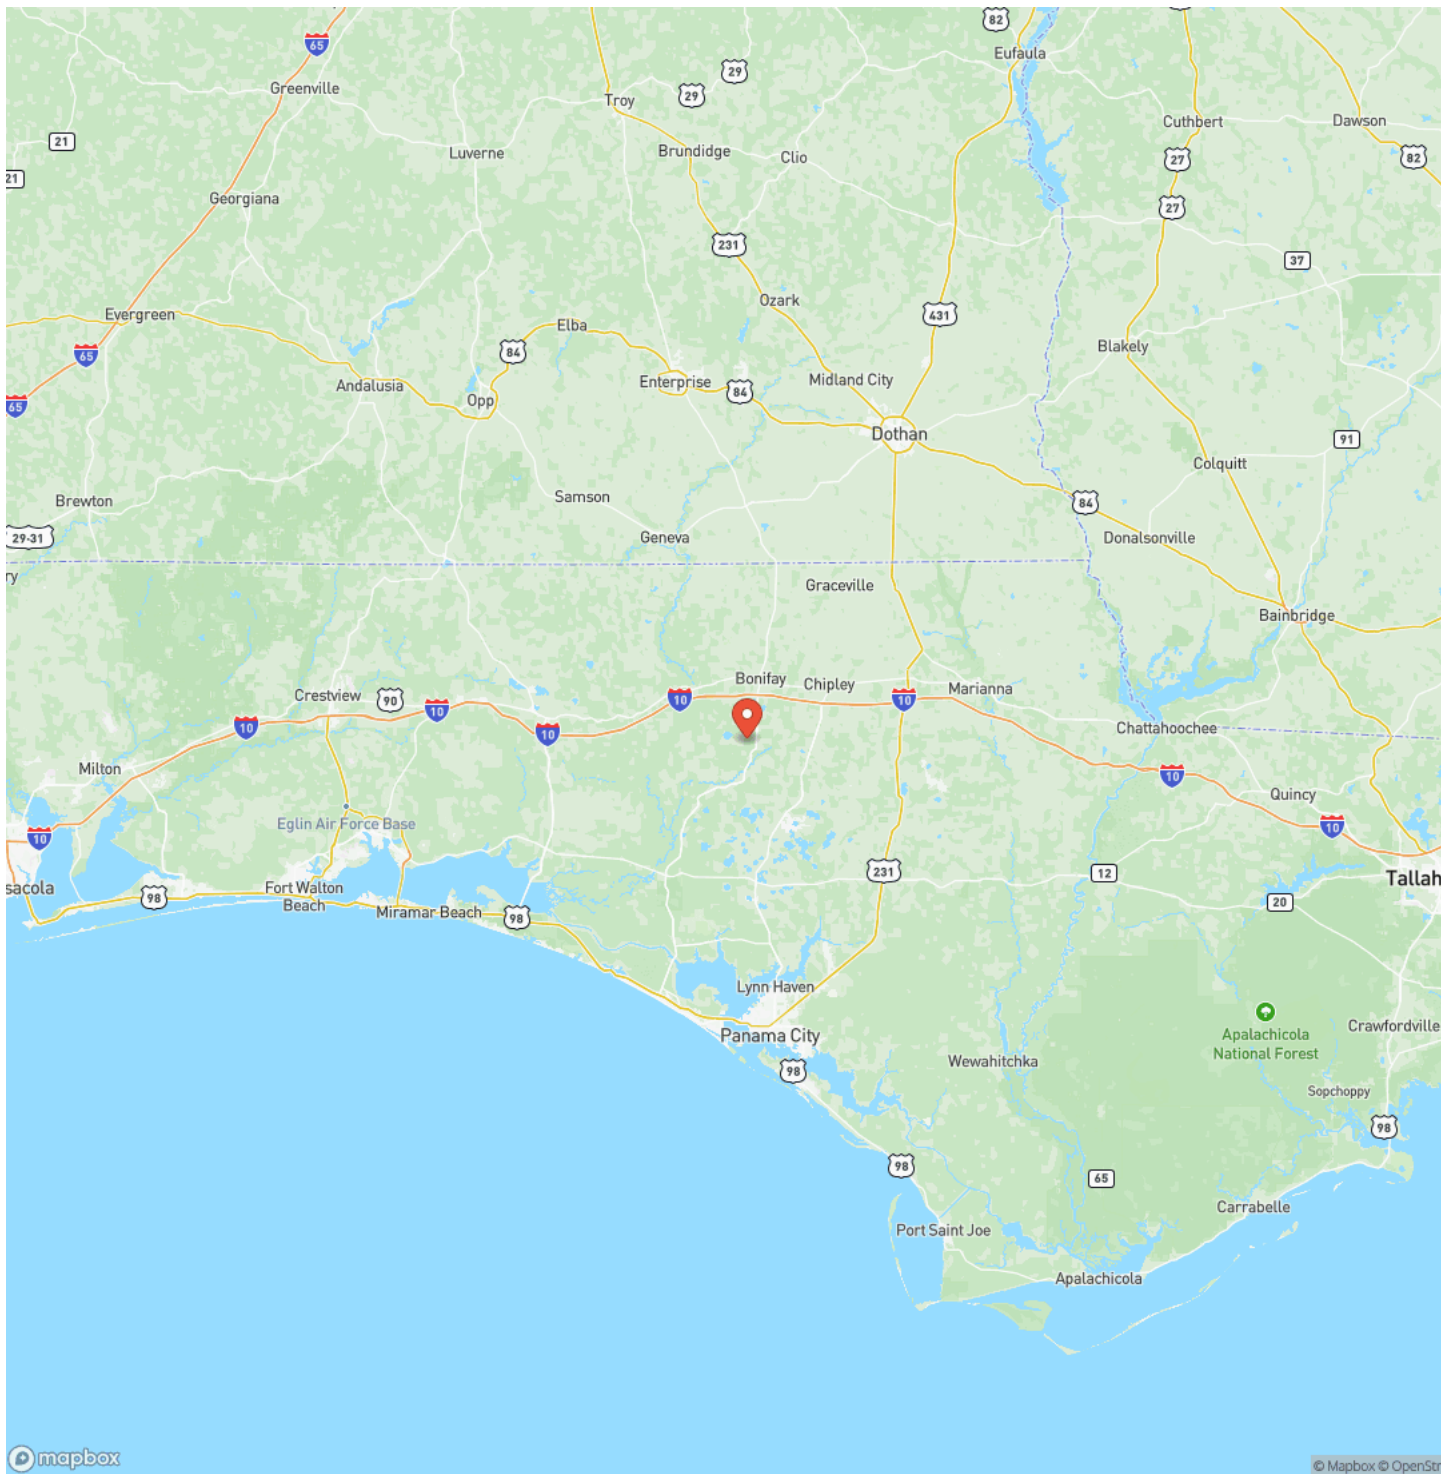 82
65
Eufaula
29
Greenville
29
Troy
Cuthbert
Dawson
21
Luverne
Brundidge
Clio
27
82
21
Georgiana
27
231
37
Ozark
Evergreen
431
Elba
65
84
Blakely
Andalusia
Enterprise
84
Midland City
65
Opp
Dothan
91
Colquitt
Brewton
Samson
84
29-31
Geneva
Donalsonville
ry
Graceville
Bainbridge
Bonifay
Chipley
Marianna
Crestview
90
10
10
10
10
10
Chattahoochee
Milton
10
Quincy
10
Eglin Air Force Base
10
231
12
Tallah
sacola
98
Fort Walton
Beach
Miramar Beach
98
20
Lynn Haven
Panama City
Apalachicola
National Forest
Crawfordville
98
Wewahitchka
Sopchoppy
98
98
65
Carrabelle
Port Saint Joe
Apalachicola
mapbox
© Mapbox © OpenStr